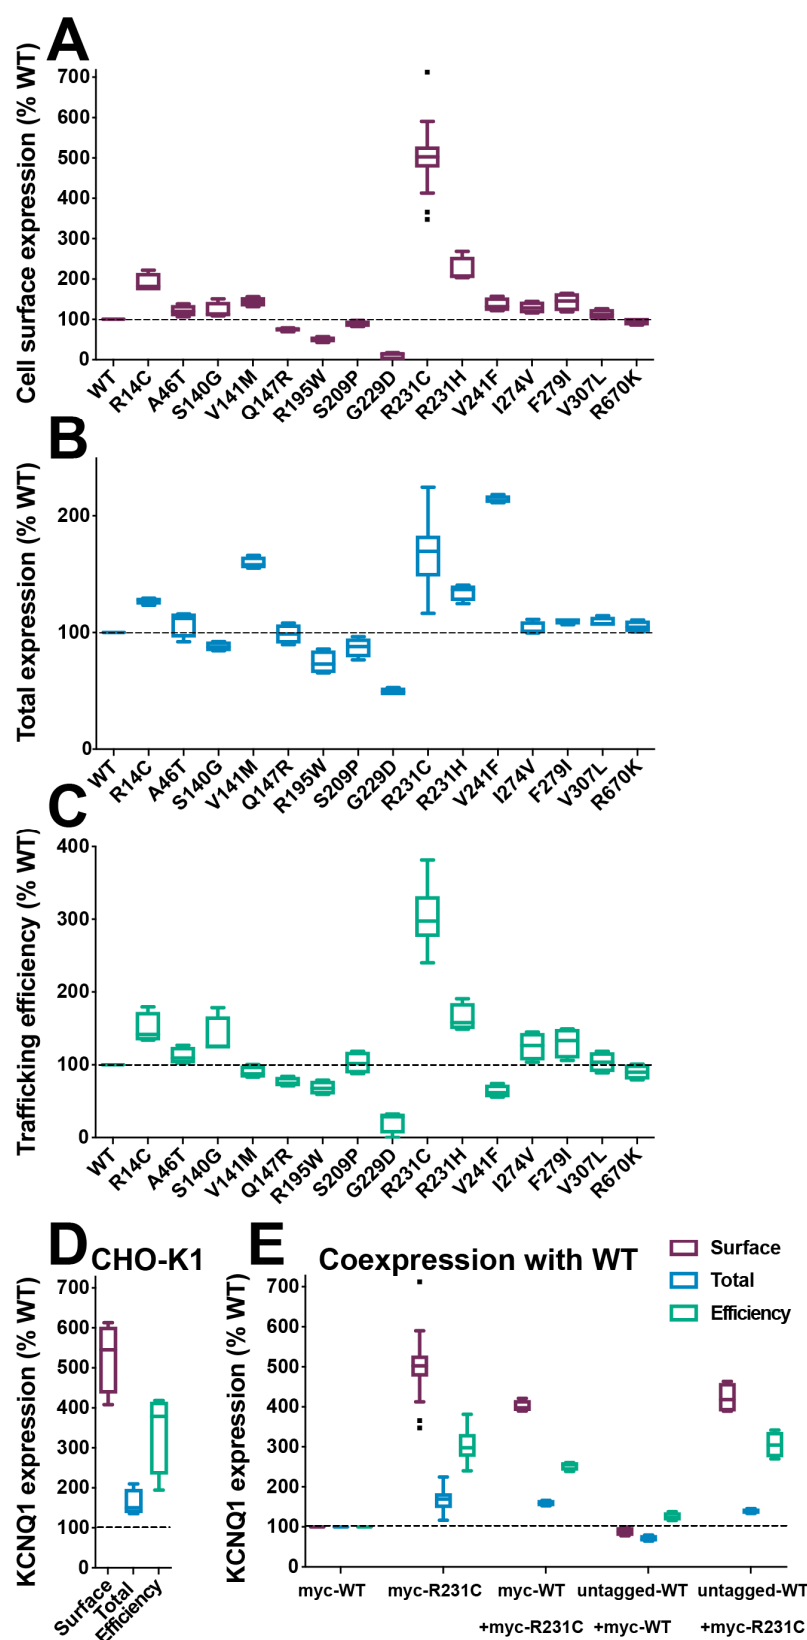 A
Cell surface expression (% WT)
700
600
500
400
300
200
100
0
WT R14C A46T S140G V141M Q147R R195W S209P G229D R231C R231H V241F I274V F279I V307L R670K
B
Total expression (% WT)
200
100
0
WT R14C A46T S140G V141M Q147R R195W S209P G229D R231C R231H V241F I274V F279I V307L R670K
C
Trafficking efficiency (% WT)
400
300
200
100
0
WT R14C A46T S140G V141M Q147R R195W S209P G229D R231C R231H V241F I274V F279I V307L R670K
D CHO-K1
KCNQ1 expression (% WT)
700
600
500
400
300
200
100
0
Surface Total Efficiency
E Coexpression with WT
Surface
Total
Efficiency
KCNQ1 expression (% WT)
700
600
500
400
300
200
100
0
myc-WT myc-R231C myc-WT untagged-WT untagged-WT
+myc-R231C +myc-WT +myc-R231C